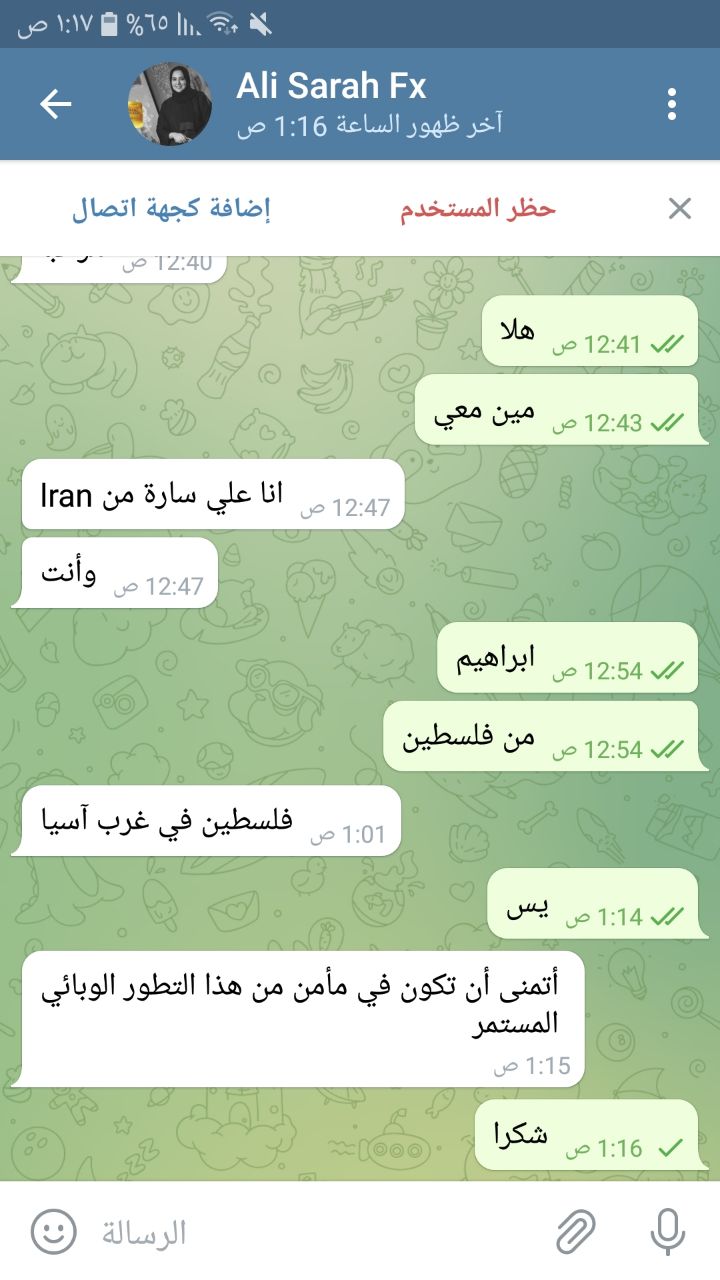 ١:١٧ ص %٦٥
Ali Sarah Fx
آخر ظهور الساعة 1:16 ص
حظر المستخدم
إضافة كجهة اتصال
12:40 ص
هلا 12:41 ص
مين معي 12:43 ص
انا علي سارة من Iran 12:47 ص
وأنت 12:47 ص
ابراهيم 12:54 ص
من فلسطين 12:54 ص
فلسطين في غرب آسيا 1:01 ص
يس 1:14 ص
أتمنى أن تكون في مأمن من هذا التطور الوبائي
المستمر
1:15 ص
شكرا 1:16 ص
الرسالة